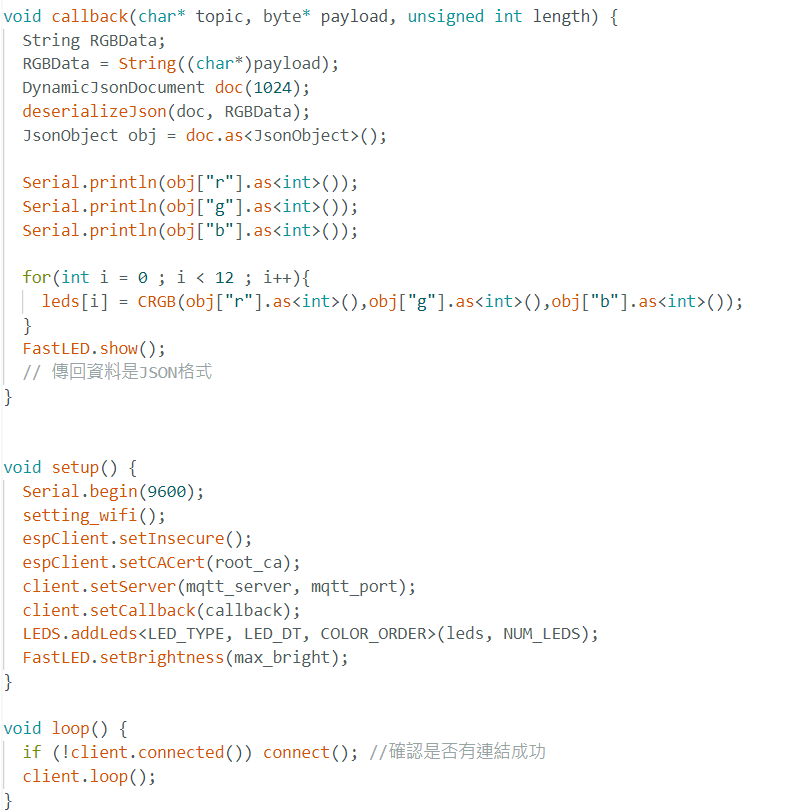 void callback(char* topic, byte* payload, unsigned int length) {
  String RGBData;
  RGBData = String((char*)payload);
  DynamicJsonDocument doc(1024);
  deserializeJson(doc, RGBData);
  JsonObject obj = doc.as<JsonObject>();

  Serial.println(obj["r"].as<int>());
  Serial.println(obj["g"].as<int>());
  Serial.println(obj["b"].as<int>());

  for(int i = 0 ; i < 12 ; i++){
    leds[i] = CRGB(obj["r"].as<int>(),obj["g"].as<int>(),obj["b"].as<int>());
  }
  FastLED.show();
  // 傳回資料是JSON格式
}

void setup() {
  Serial.begin(9600);
  setting_wifi();
  espClient.setInsecure();
  espClient.setCACert(root_ca);
  client.setServer(mqtt_server, mqtt_port);
  client.setCallback(callback);
  LEDS.addLeds<LED_TYPE, LED_DT, COLOR_ORDER>(leds, NUM_LEDS);
  FastLED.setBrightness(max_bright);
}

void loop() {
  if (!client.connected()) connect(); //確認是否有連結成功
  client.loop();
}